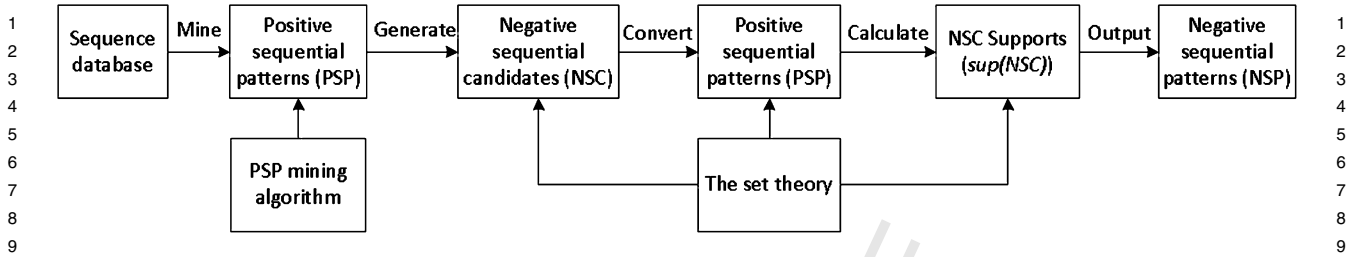 1
2
3
4
5
6
7
8
9
Sequence
database
Mine
Positive
sequential
patterns (PSP)
Generate
Negative
sequential
candidates (NSC)
Convert
Positive
sequential
patterns (PSP)
Calculate
NSC Supports
(sup(NSC))
Output
Negative
sequential
patterns (NSP)
PSP mining
algorithm
The set theory
1
2
3
4
5
6
7
8
9